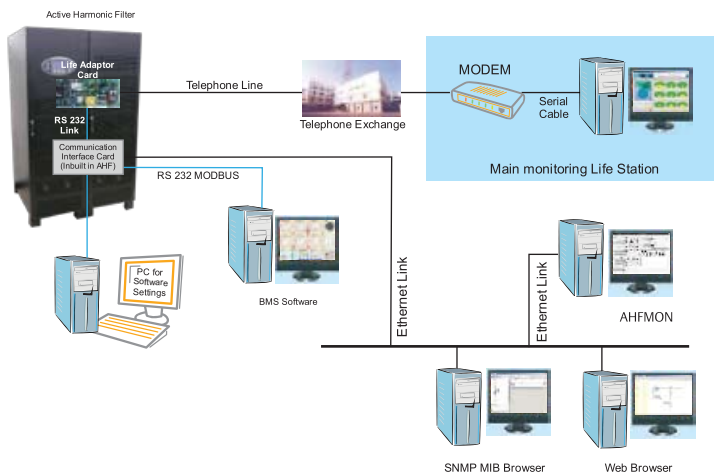 Active Harmonic Filter
Life Adaptor
Card
RS 232
Link
Communication
Interface Card
(Inbuilt in AHF)
Telephone Line
Telephone Exchange
MODEM
Serial
Cable
Main monitoring Life Station
RS 232 MODBUS
PC for
Software
Settings
BMS Software
Ethernet Link
Ethernet Link
AHFMON
SNMP MIB Browser
Web Browser